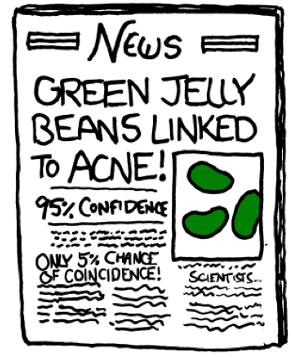 NEWS
GREEN JELLY
BEANS LINKED
TO ACNE!
95% CONFIDENCE
ONLY 5% CHANCE
OF COINCIDENCE!
SCIENTISTS...